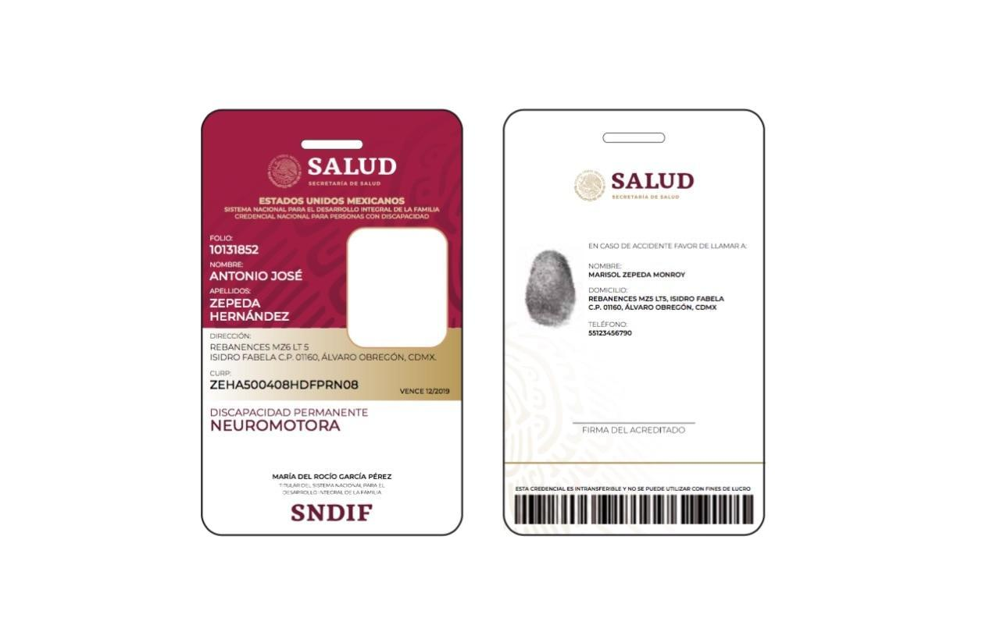 SALUD
SECRETARÍA DE SALUD
ESTADOS UNIDOS MEXICANOS
SISTEMA NACIONAL PARA EL DESARROLLO INTEGRAL DE LA FAMILIA
CREDENCIAL NACIONAL PARA PERSONAS CON DISCAPACIDAD
FOLIO:
10131852
NOMBRE:
ANTONIO JOSÉ
APELLIDOS:
ZEPEDA
HERNÁNDEZ
DIRECCIÓN:
REBANENCES MZ6 LT 5
ISIDRO FABELA C.P. 01160, ÁLVARO OBREGÓN, CDMX.
CURP:
ZEHA500408HDFPRN08
VENCE 12/2019
DISCAPACIDAD PERMANENTE
NEUROMOTORA
MARÍA DEL ROCÍO GARCÍA PÉREZ
TITULAR DEL SISTEMA NACIONAL PARA EL
DESARROLLO INTEGRAL DE LA FAMILIA
SNDIF
SALUD
SECRETARÍA DE SALUD
EN CASO DE ACCIDENTE FAVOR DE LLAMAR A:
NOMBRE:
MARISOL ZEPEDA MONROY
DOMICILIO:
REBANENCES MZ5 LT5, ISIDRO FABELA
C.P. 01160, ÁLVARO OBREGÓN, CDMX
TELÉFONO:
55123456790
FIRMA DEL ACREDITADO
ESTA CREDENCIAL ES INTRANSFERIBLE Y NO SE PUEDE UTILIZAR CON FINES DE LUCRO